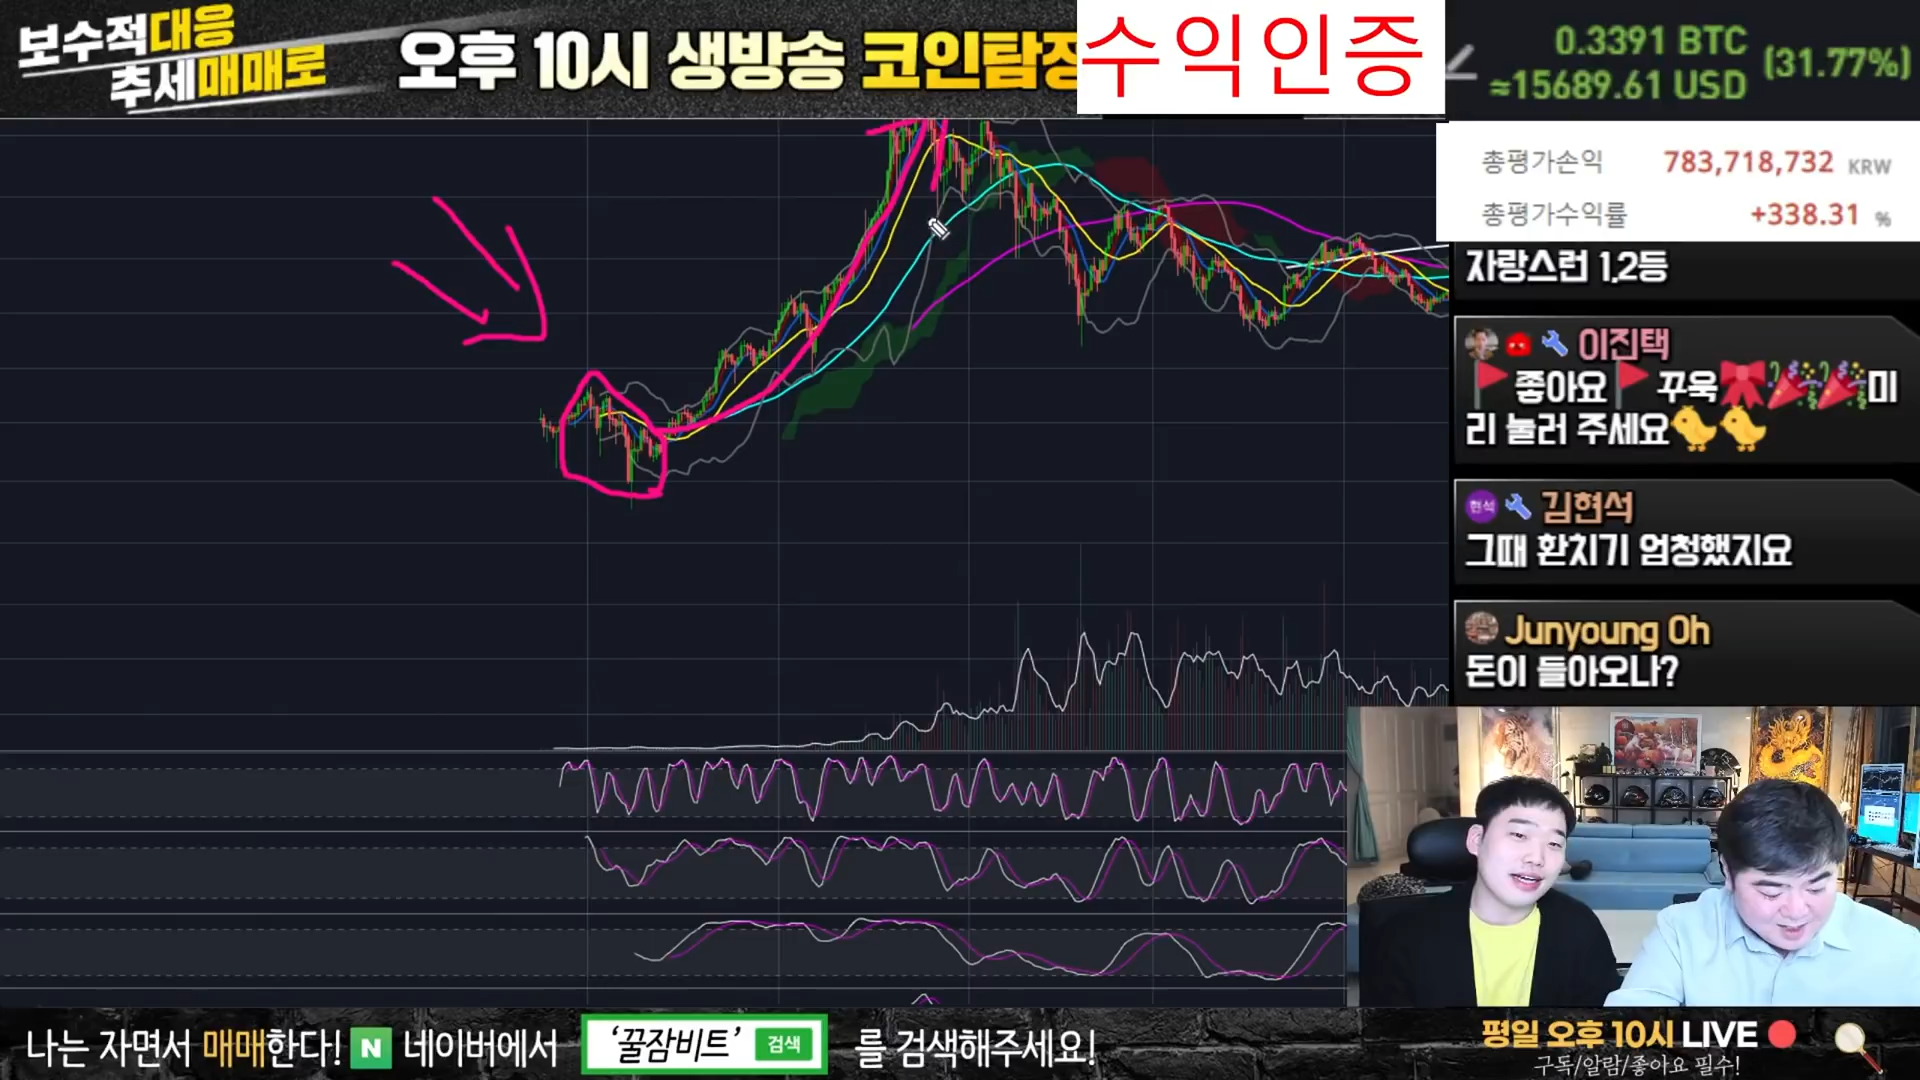 보수적대응
추세매매로
오후 10시 생방송 코인탐정
수익인증
0.3391 BTC
≈15689.61 USD
(31.77%)
총평가손익 783,718,732 KRW
총평가수익률 +338.31 %
자랑스런 1,2등
이진택
🚩좋아요🚩꾸욱🎀🎉🎉미
리 눌러 주세요🐤🐤
현석 김현석
그때 환치기 엄청했지요
Junyoung Oh
돈이 들아오나?
나는 자면서 매매한다! N 네이버에서 '꿀잠비트' 검색 를 검색해주세요!
평일 오후 10시 LIVE
구독/알람/좋아요 필수!